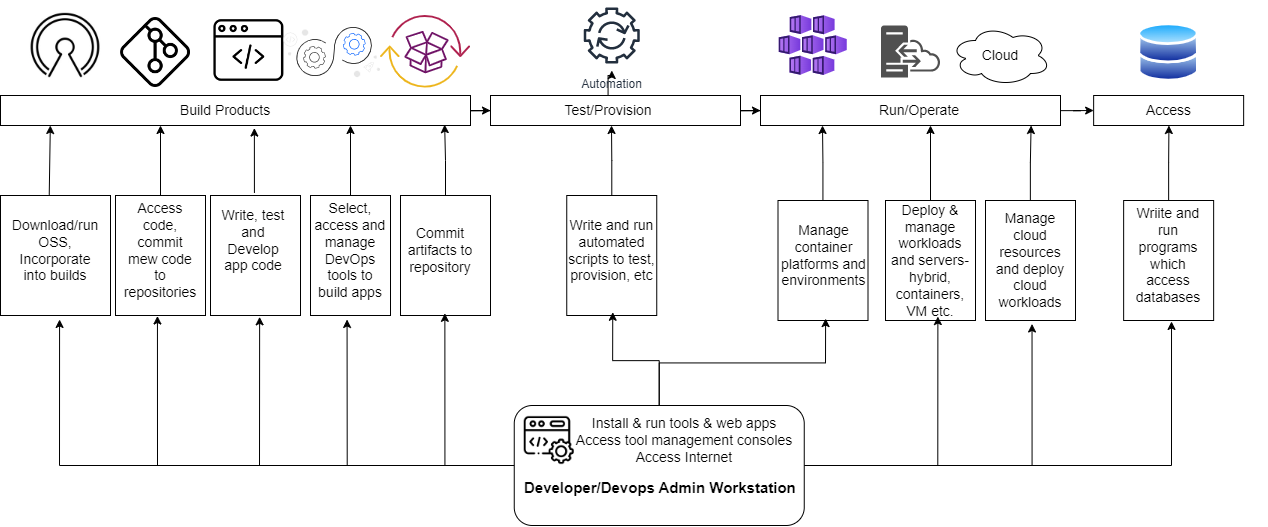 Automation
Cloud
Build Products
Test/Provision
Run/Operate
Access
Download/run
OSS,
Incorporate
into builds
Access
code,
commit
mew code
to
repositories
Write, test
and
Develop
app code
Select,
access and
manage
DevOps
tools to
build apps
Commit
artifacts to
repository
Write and run
automated
scripts to test,
provision, etc
Manage
container
platforms and
environments
Deploy &
manage
workloads
and servers-
hybrid,
containers,
VM etc.
Manage
cloud
resources
and deploy
cloud
workloads
Wriite and
run
programs
which
access
databases
Install & run tools & web apps
Access tool management consoles
Access Internet
Developer/Devops Admin Workstation